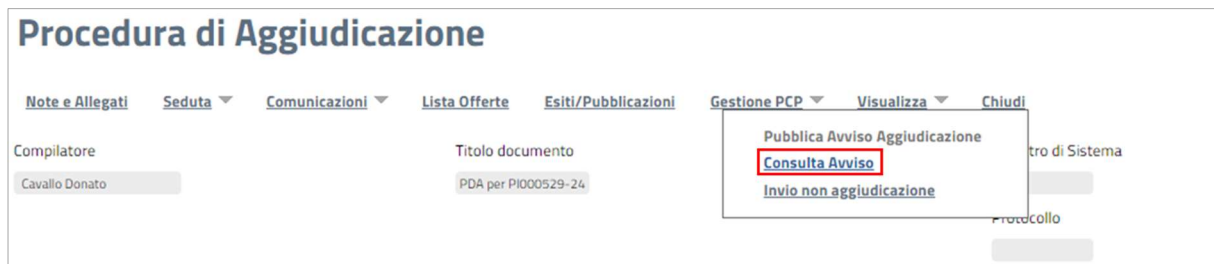 Procedura di Aggiudicazione
Note e Allegati Seduta Comunicazioni Lista Offerte Esiti/Pubblicazioni Gestione PCP Visualizza Chiudi
Pubblica Avviso Aggiudicazione
Compilatore Titolo documento Consulta Avviso tro di Sistema
Cavallo Donato PDA per PI000529-24 Invio non aggiudicazione
Protocollo